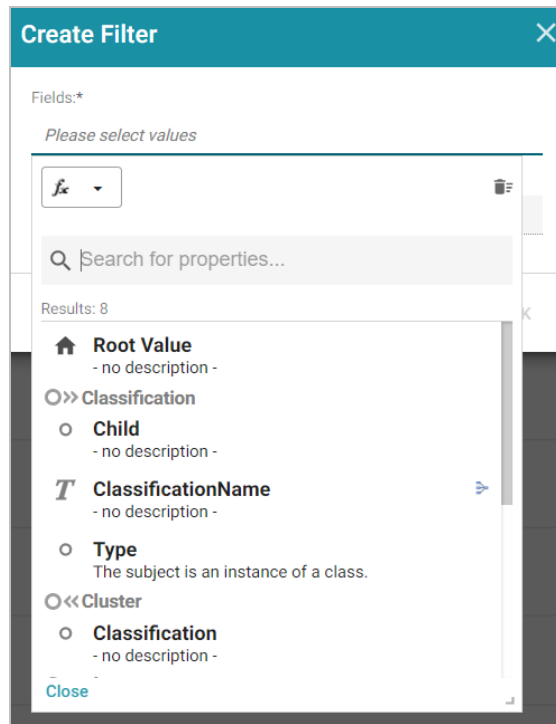 Create Filter
Fields:*
Please select values
fx
Search for properties...
Results: 8
Root Value
- no description -
Classification
Child
- no description -
T ClassificationName
- no description -
Type
The subject is an instance of a class.
Cluster
Classification
- no description -
Close